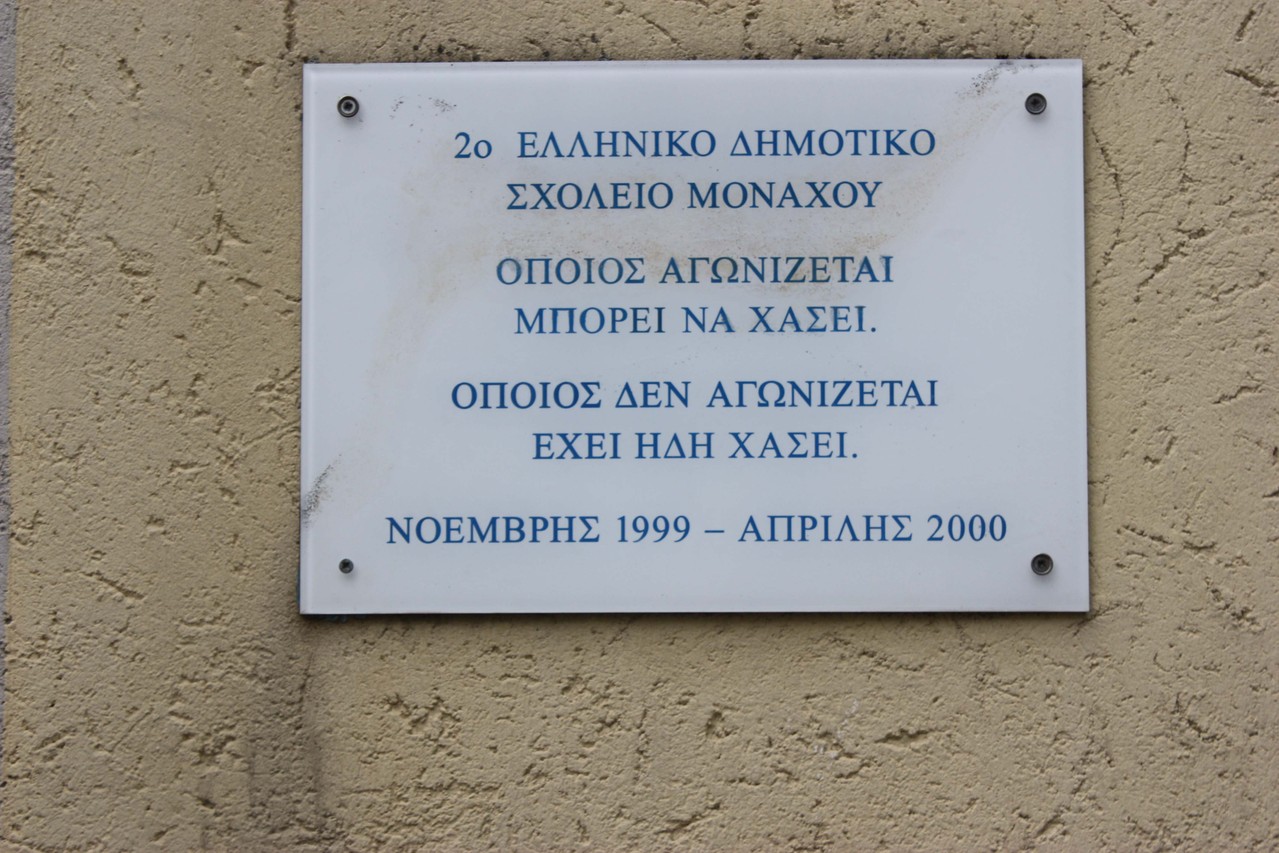 2ο ΕΛΛΗΝΙΚΟ ΔΗΜΟΤΙΚΟ
ΣΧΟΛΕΙΟ ΜΟΝΑΧΟΥ
ΟΠΟΙΟΣ ΑΓΩΝΙΖΕΤΑΙ
ΜΠΟΡΕΙ ΝΑ ΧΑΣΕΙ.
ΟΠΟΙΟΣ ΔΕΝ ΑΓΩΝΙΖΕΤΑΙ
ΕΧΕΙ ΗΔΗ ΧΑΣΕΙ.
ΝΟΕΜΒΡΗΣ 1999 – ΑΠΡΙΛΗΣ 2000